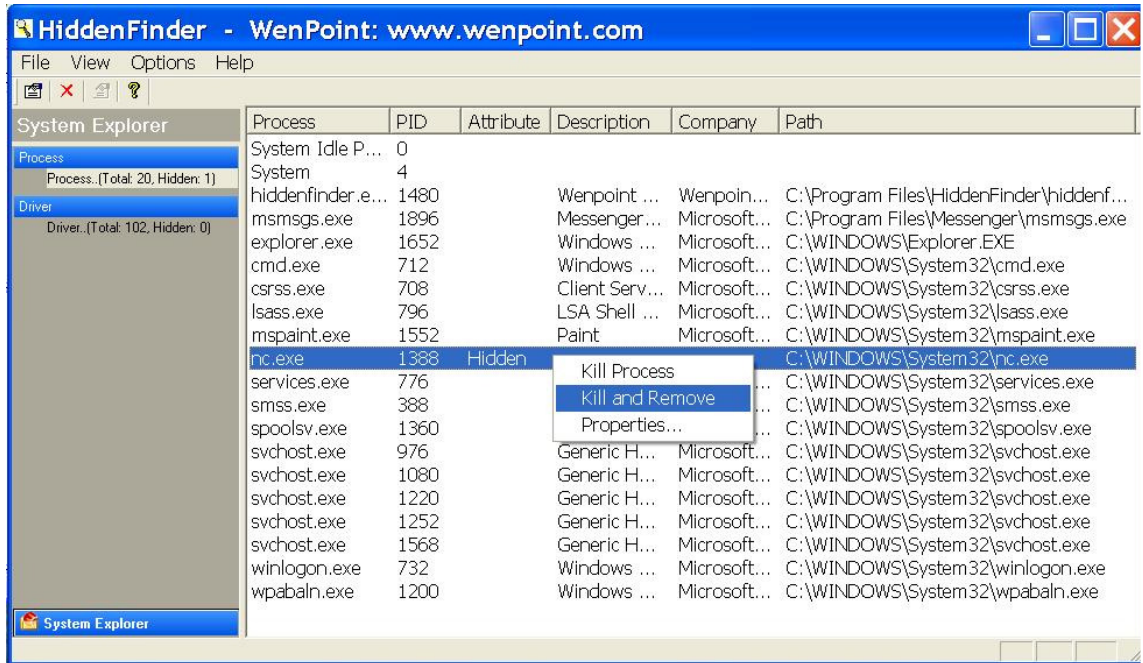 HiddenFinder - WenPoint: www.wenpoint.com
File View Options Help
System Explorer
Process
Process..(Total: 20, Hidden: 1)
Driver
Driver..(Total: 102, Hidden: 0)
System Explorer
Process PID Attribute Description Company Path
System Idle P... 0
System 4
hiddenfinder.e... 1480 Wenpoint ... Wenpoin... C:\Program Files\HiddenFinder\hiddenf...
msmsgs.exe 1896 Messenger... Microsoft... C:\Program Files\Messenger\msmsgs.exe
explorer.exe 1652 Windows ... Microsoft... C:\WINDOWS\Explorer.EXE
cmd.exe 712 Windows ... Microsoft... C:\WINDOWS\System32\cmd.exe
csrss.exe 708 Client Serv... Microsoft... C:\WINDOWS\System32\csrss.exe
lsass.exe 796 LSA Shell ... Microsoft... C:\WINDOWS\System32\lsass.exe
mspaint.exe 1552 Paint Microsoft... C:\WINDOWS\System32\mspaint.exe
nc.exe 1388 Hidden C:\WINDOWS\System32\nc.exe
services.exe 776 C:\WINDOWS\System32\services.exe
smss.exe 388 C:\WINDOWS\System32\smss.exe
spoolsv.exe 1360 C:\WINDOWS\System32\spoolsv.exe
svchost.exe 976 Generic H... Microsoft... C:\WINDOWS\System32\svchost.exe
svchost.exe 1080 Generic H... Microsoft... C:\WINDOWS\System32\svchost.exe
svchost.exe 1220 Generic H... Microsoft... C:\WINDOWS\System32\svchost.exe
svchost.exe 1252 Generic H... Microsoft... C:\WINDOWS\System32\svchost.exe
svchost.exe 1568 Generic H... Microsoft... C:\WINDOWS\System32\svchost.exe
winlogon.exe 732 Windows ... Microsoft... C:\WINDOWS\System32\winlogon.exe
wpabaln.exe 1200 Windows ... Microsoft... C:\WINDOWS\System32\wpabaln.exe
Kill Process
Kill and Remove
Properties...